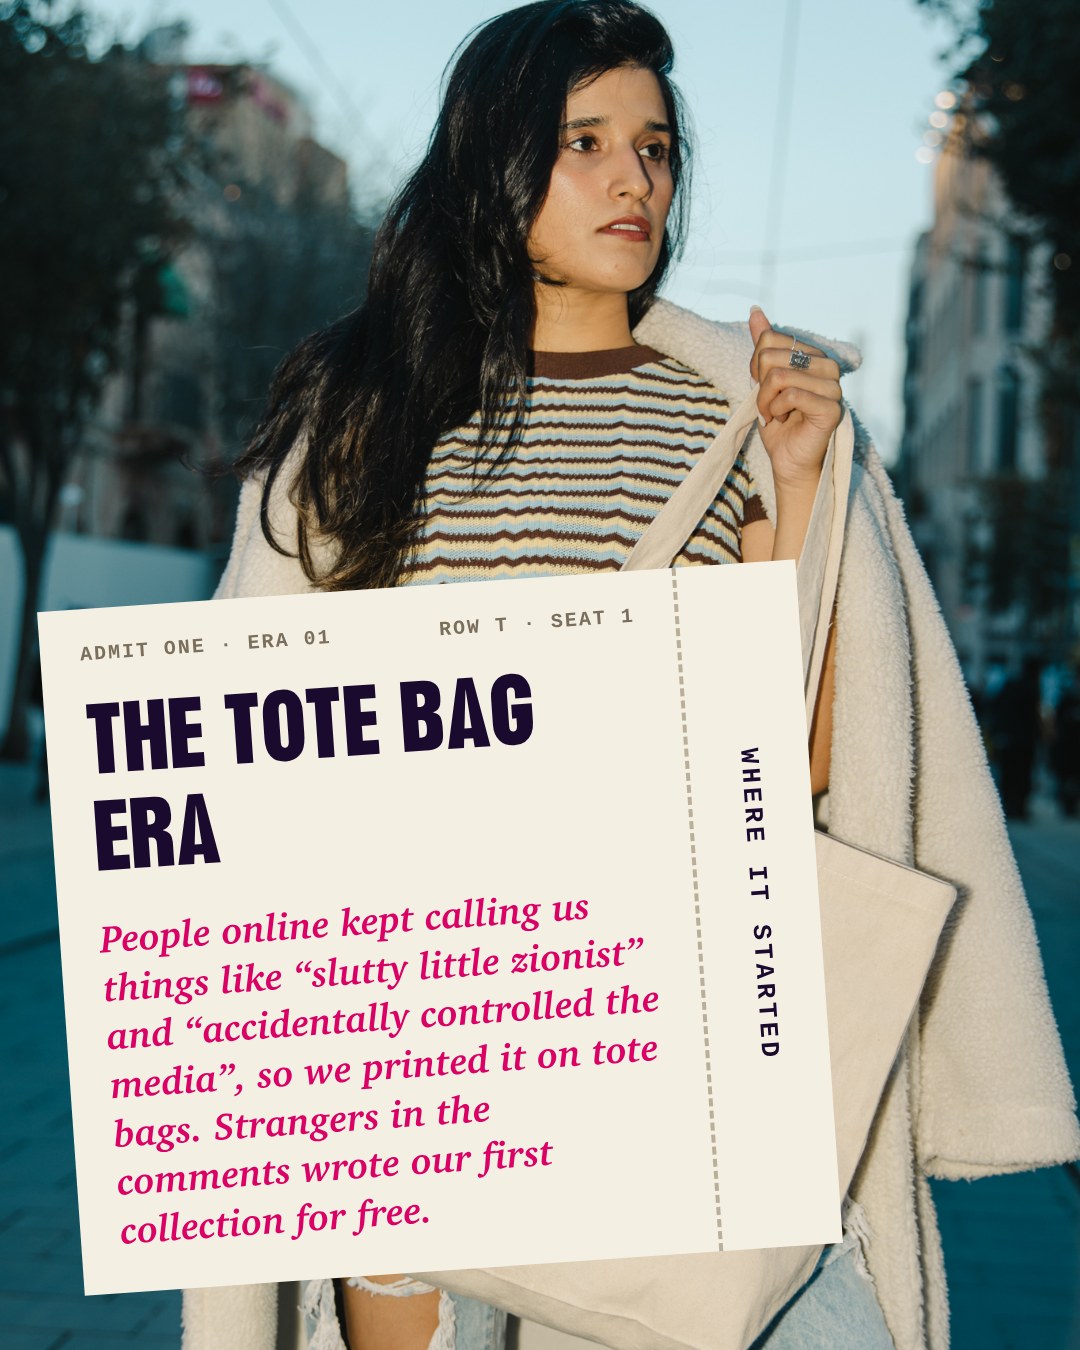 ADMIT ONE · ERA 01
ROW T · SEAT 1
THE TOTE BAG
ERA
People online kept calling us
things like “slutty little zionist”
and “accidentally controlled the
media”, so we printed it on tote
bags. Strangers in the
comments wrote our first
collection for free.
WHERE IT STARTED